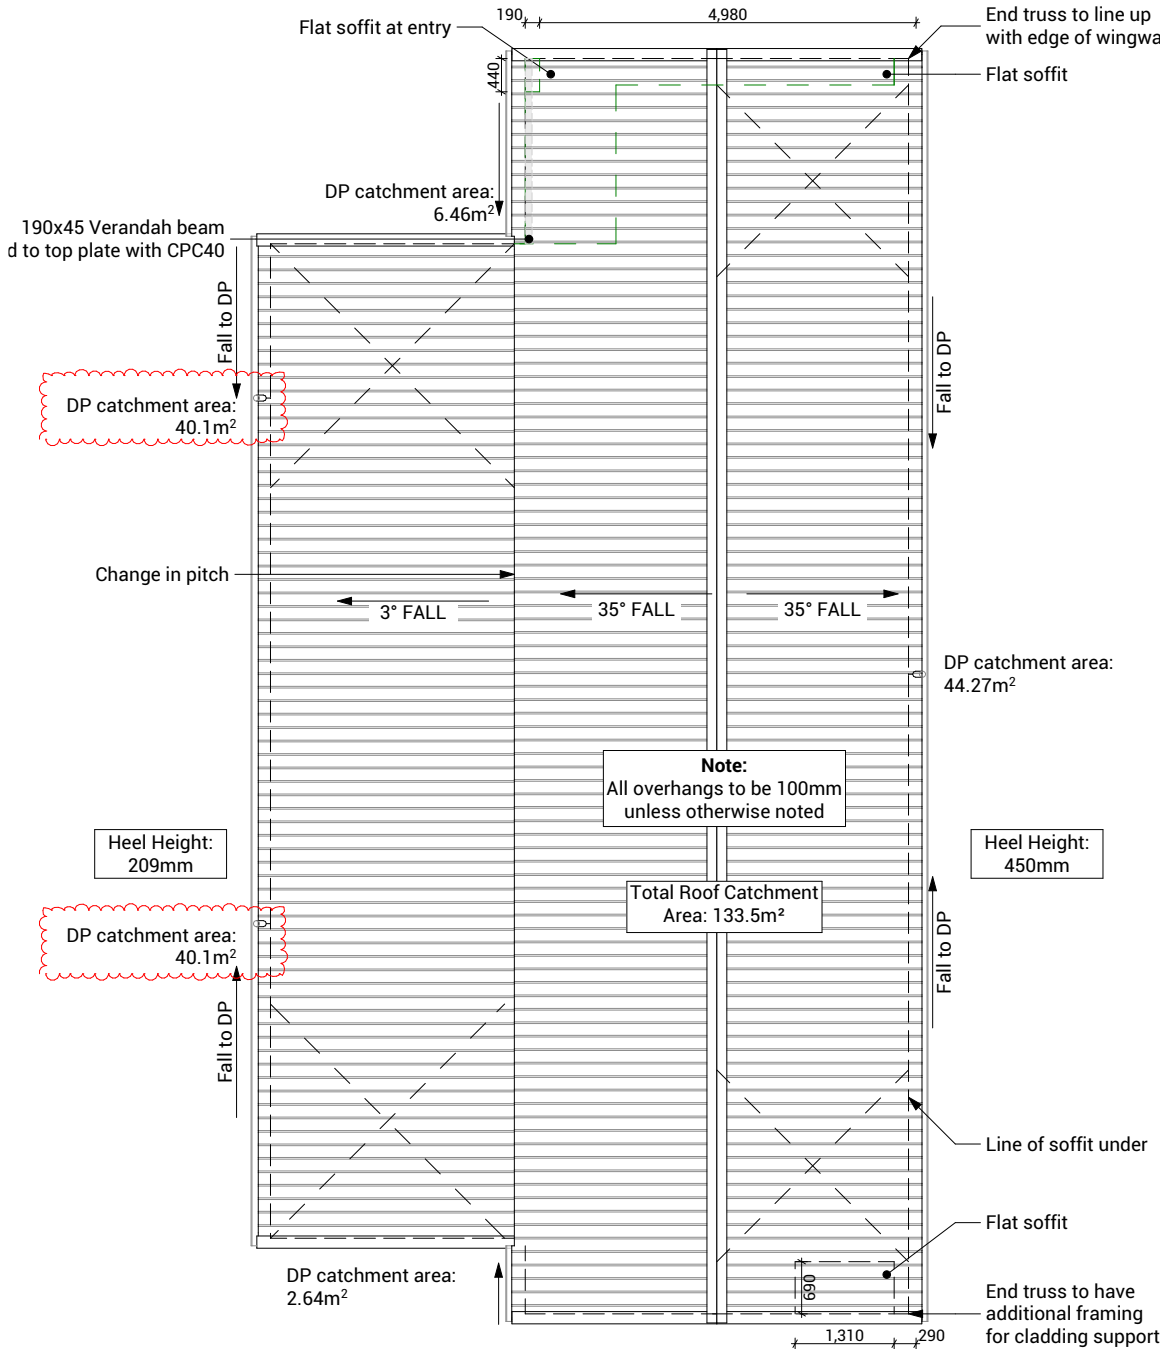 190
4,980
End truss to line up
with edge of wingwa
Flat soffit at entry
Flat soffit
440
DP catchment area:
6.46m²
190x45 Verandah beam
d to top plate with CPC40
Fall to DP
Fall to DP
DP catchment area:
40.1m²
Change in pitch
3° FALL
35° FALL
35° FALL
DP catchment area:
44.27m²
Note:
All overhangs to be 100mm
unless otherwise noted
Heel Height:
209mm
Heel Height:
450mm
Total Roof Catchment
Area: 133.5m²
DP catchment area:
40.1m²
Fall to DP
Fall to DP
Line of soffit under
Flat soffit
DP catchment area:
2.64m²
690
End truss to have
additional framing
for cladding support
1,310
290